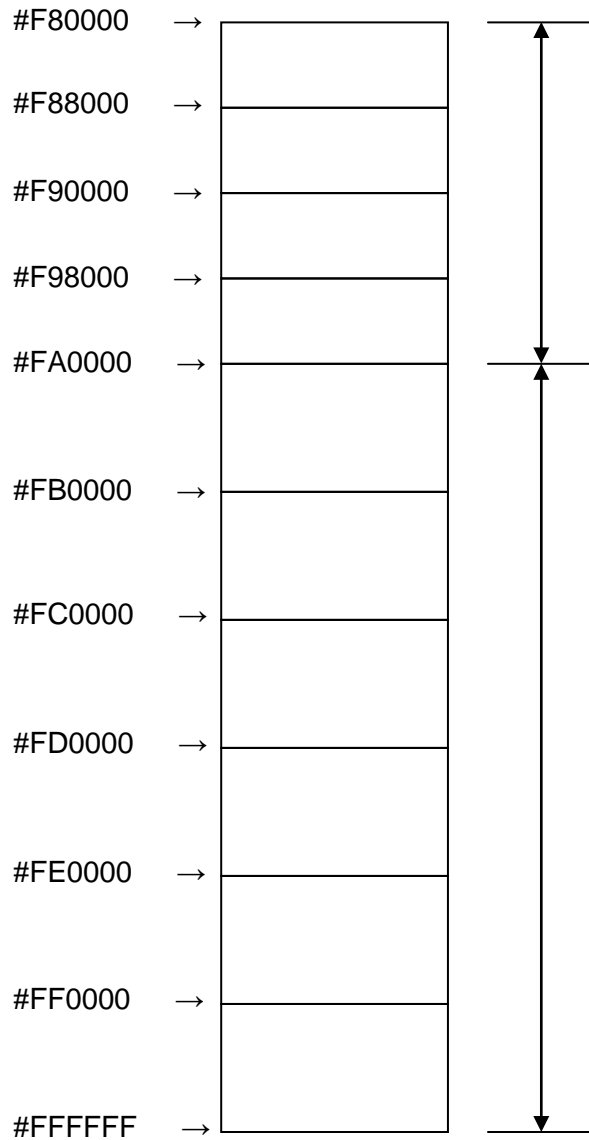 #F80000 →
#F88000 →
#F90000 →
#F98000 →
#FA0000 →
#FB0000 →
#FC0000 →
#FD0000 →
#FE0000 →
#FF0000 →
#FFFFFF →